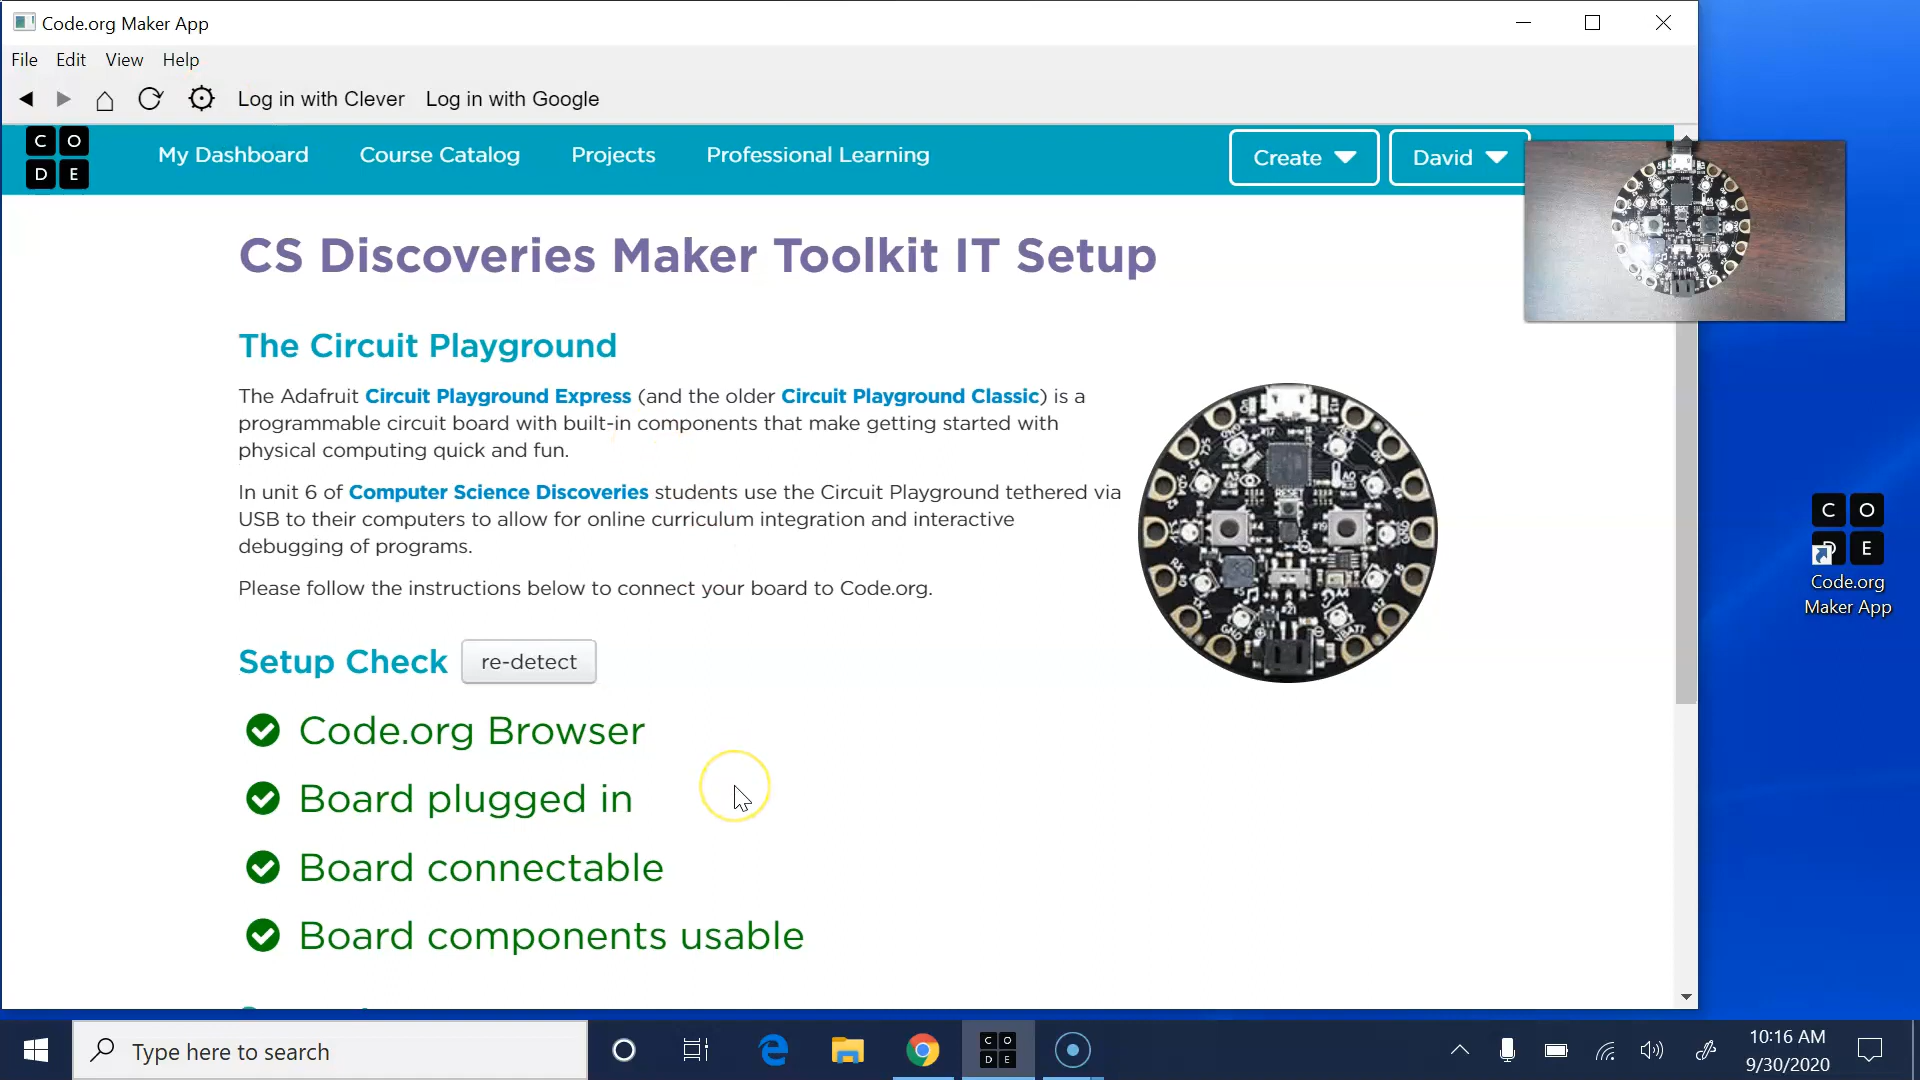 Code.org Maker App
File Edit View Help
Log in with Clever Log in with Google
C O
D E
My Dashboard Course Catalog Projects Professional Learning Create David
CS Discoveries Maker Toolkit IT Setup
The Circuit Playground
The Adafruit Circuit Playground Express (and the older Circuit Playground Classic) is a
programmable circuit board with built-in components that make getting started with
physical computing quick and fun.
In unit 6 of Computer Science Discoveries students use the Circuit Playground tethered via
USB to their computers to allow for online curriculum integration and interactive
debugging of programs.
Please follow the instructions below to connect your board to Code.org.
RESET
GND
VBATT
Setup Check re-detect
Code.org Browser
Board plugged in
Board connectable
Board components usable
C O
D E
Code.org
Maker App
Type here to search
C O
D E
10:16 AM
9/30/2020